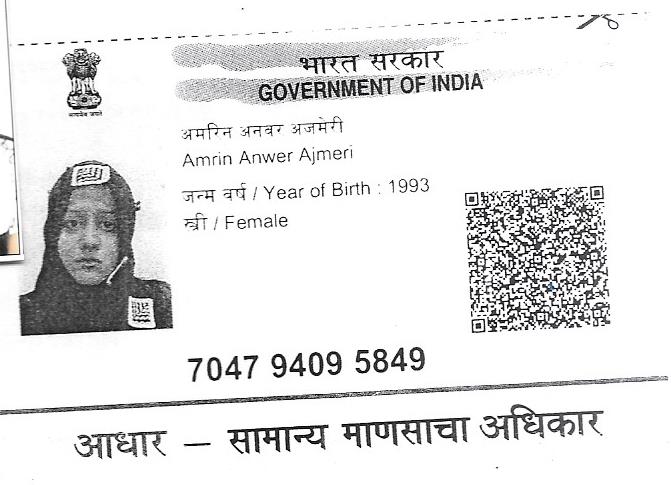 भारत सरकार
GOVERNMENT OF INDIA
सत्यमेव जयते
अमरिन अनवर अजमेरी
Amrin Anwer Ajmeri
जन्म वर्ष / Year of Birth : 1993
स्त्री / Female
7047 9409 5849
आधार — सामान्य माणसाचा अधिकार